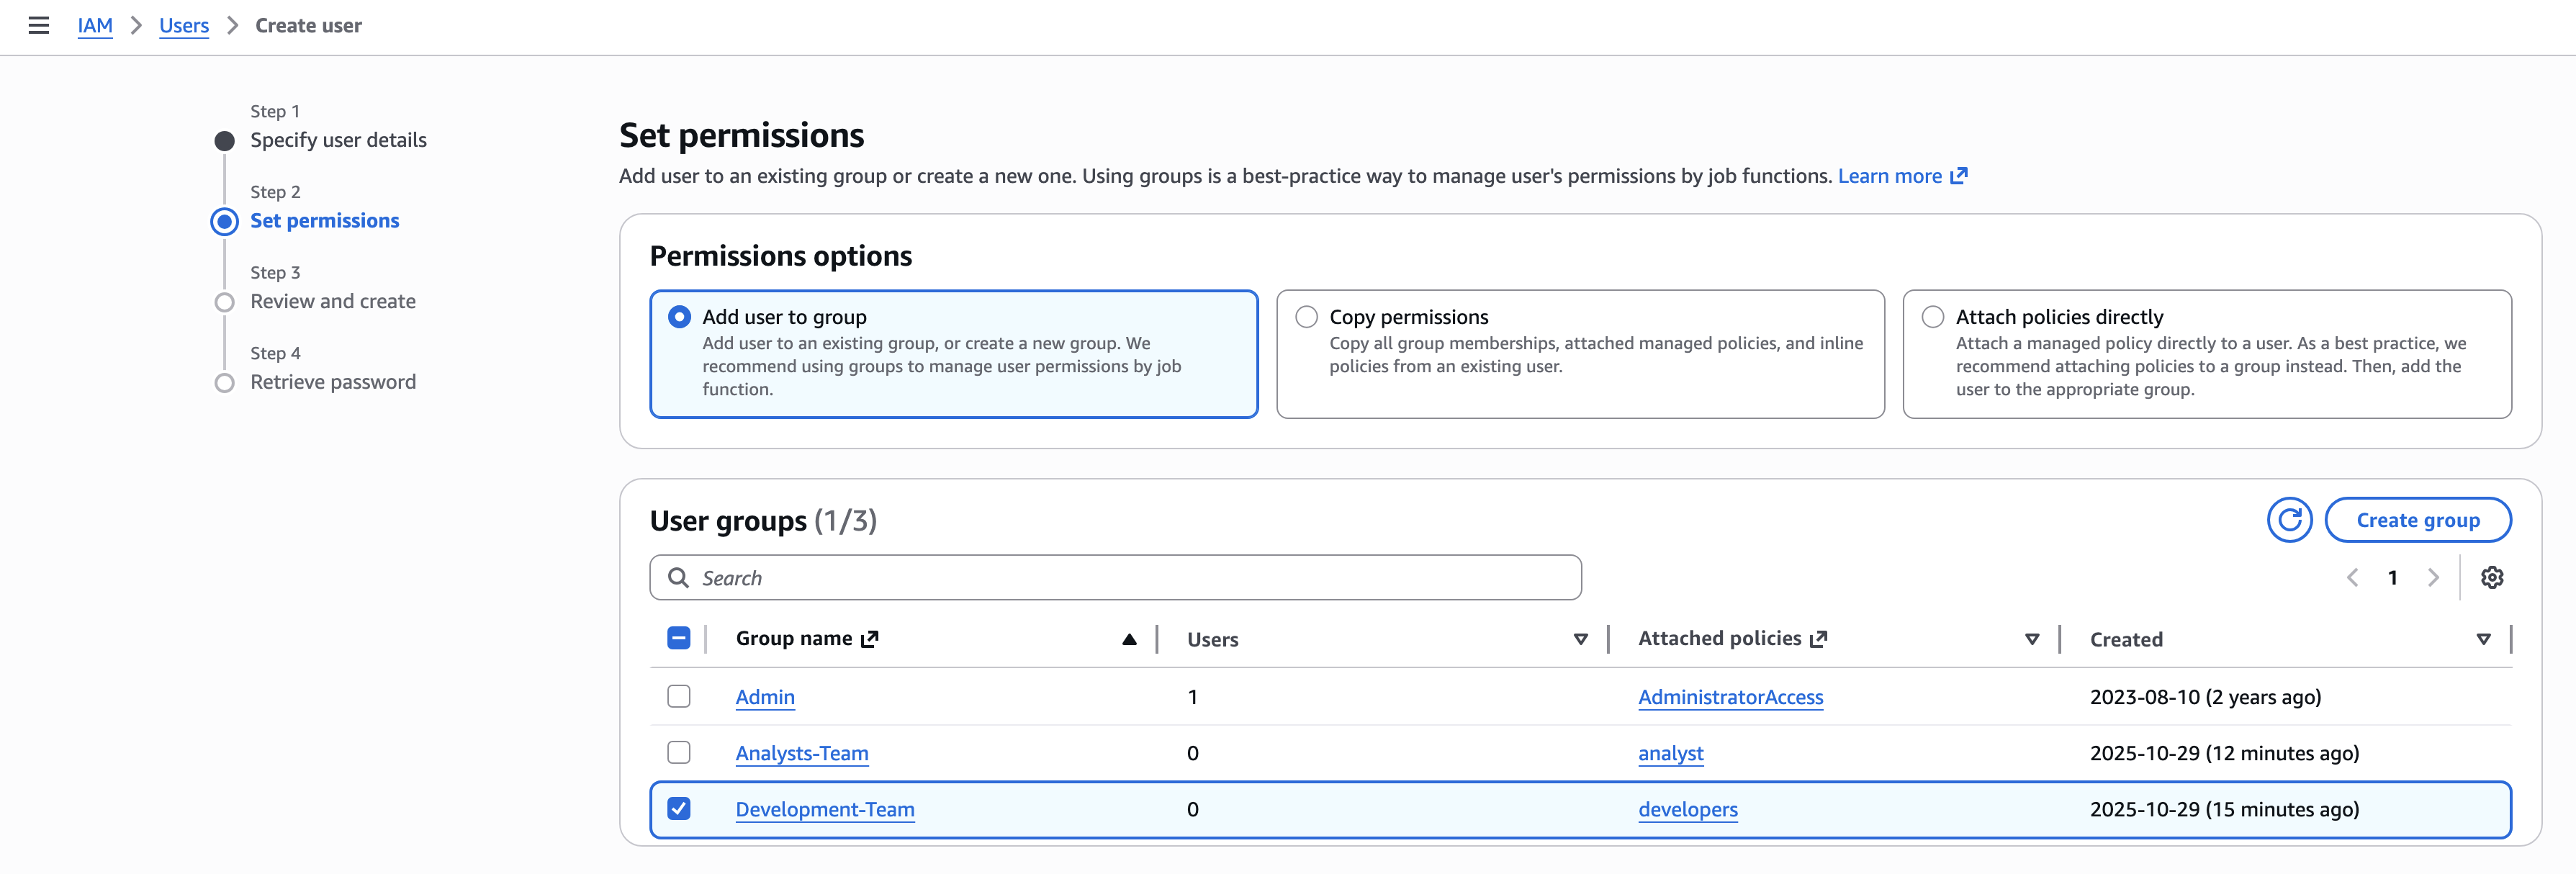 IAM > Users > Create user
Step 1
Specify user details
Step 2
Set permissions
Step 3
Review and create
Step 4
Retrieve password
Set permissions
Add user to an existing group or create a new one. Using groups is a best-practice way to manage user's permissions by job functions. Learn more
Permissions options
Add user to group
Add user to an existing group, or create a new group. We
recommend using groups to manage user permissions by job
function.
Copy permissions
Copy all group memberships, attached managed policies, and inline
policies from an existing user.
Attach policies directly
Attach a managed policy directly to a user. As a best practice, we
recommend attaching policies to a group instead. Then, add the
user to the appropriate group.
User groups (1/3)
Create group
Search
1
Group name Users Attached policies Created
Admin 1 AdministratorAccess 2023-08-10 (2 years ago)
Analysts-Team 0 analyst 2025-10-29 (12 minutes ago)
Development-Team 0 developers 2025-10-29 (15 minutes ago)